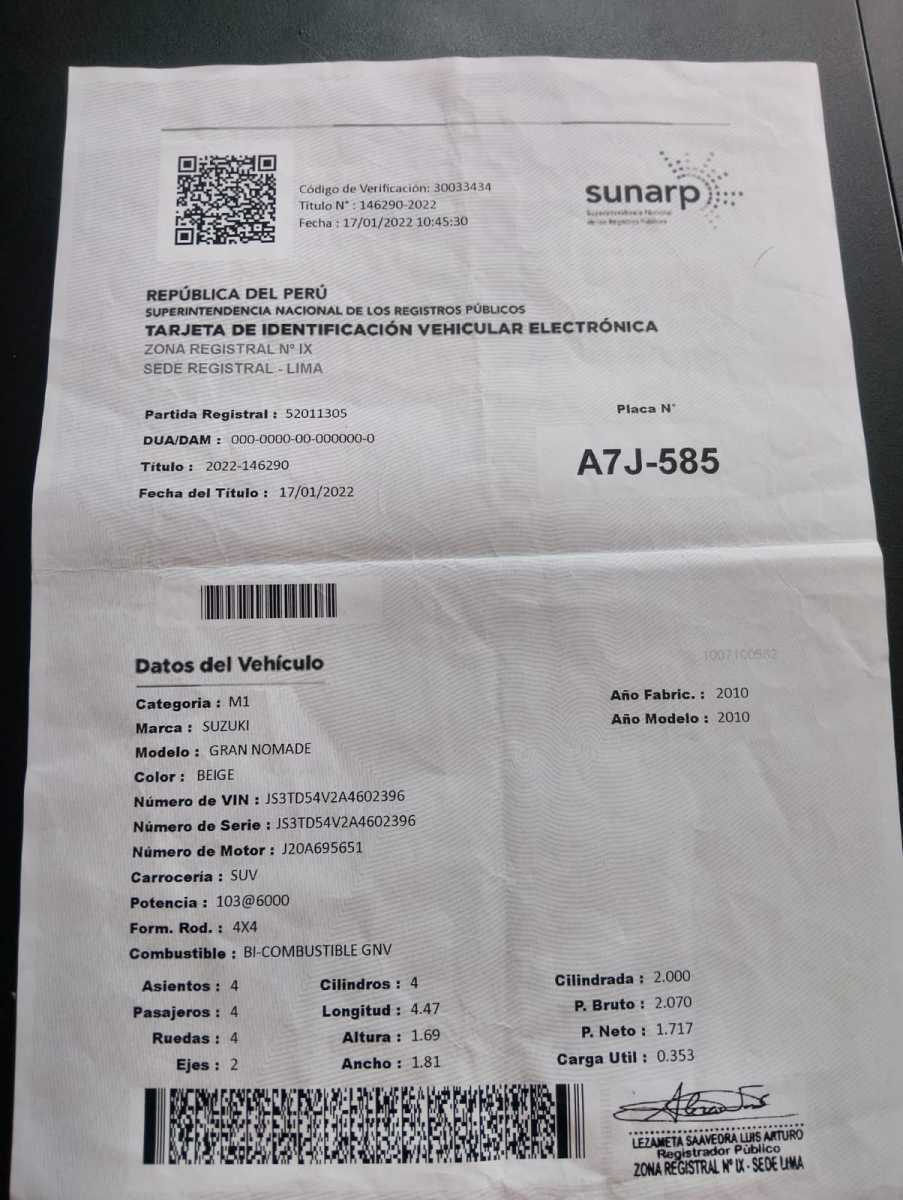 Código de Verificación: 30033434
Título N° : 146290-2022
Fecha : 17/01/2022 10:45:30
sunarp
Superintendencia Nacional
de los Registros Públicos
REPÚBLICA DEL PERÚ
SUPERINTENDENCIA NACIONAL DE LOS REGISTROS PÚBLICOS
TARJETA DE IDENTIFICACIÓN VEHICULAR ELECTRÓNICA
ZONA REGISTRAL N° IX
SEDE REGISTRAL - LIMA
Partida Registral : 52011305
DUA/DAM : 000-0000-00-000000-0
Título : 2022-146290
Fecha del Título : 17/01/2022
Placa N°
A7J-585
Datos del Vehículo
1007100582
Categoria : M1
Marca : SUZUKI
Modelo : GRAN NOMADE
Color : BEIGE
Número de VIN : JS3TD54V2A4602396
Número de Serie : JS3TD54V2A4602396
Número de Motor : J20A695651
Carrocería : SUV
Potencia : 103@6000
Form. Rod. : 4X4
Combustible : BI-COMBUSTIBLE GNV
Año Fabric. : 2010
Año Modelo : 2010
Asientos : 4
Pasajeros : 4
Ruedas : 4
Ejes : 2
Cilindros : 4
Longitud : 4.47
Altura : 1.69
Ancho : 1.81
Cilindrada : 2.000
P. Bruto : 2.070
P. Neto : 1.717
Carga Util : 0.353
LEZAMETA SAAVEDRA LUIS ARTURO
Registrador Público
ZONA REGISTRAL N° IX - SEDE LIMA